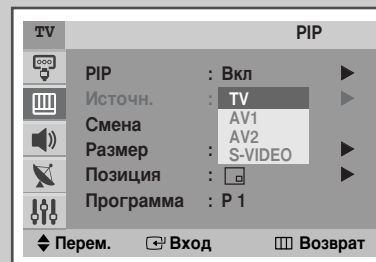 TV PIP
PIP : Вкл
Источн. : TV
AV1
Смена AV2
Размер : S-VIDEO
Позиция :
Программа : P 1
Перем. Вход Возврат